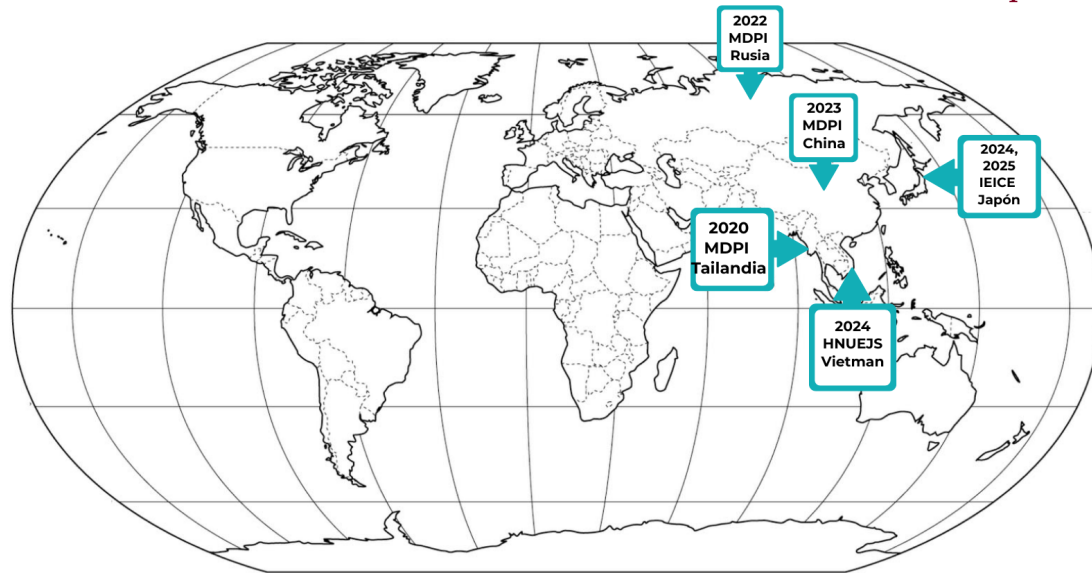 2022
MDPI
Rusia
2023
MDPI
China
2024,
2025
IEICE
Japón
2020
MDPI
Tailandia
2024
HNUEJS
Vietman